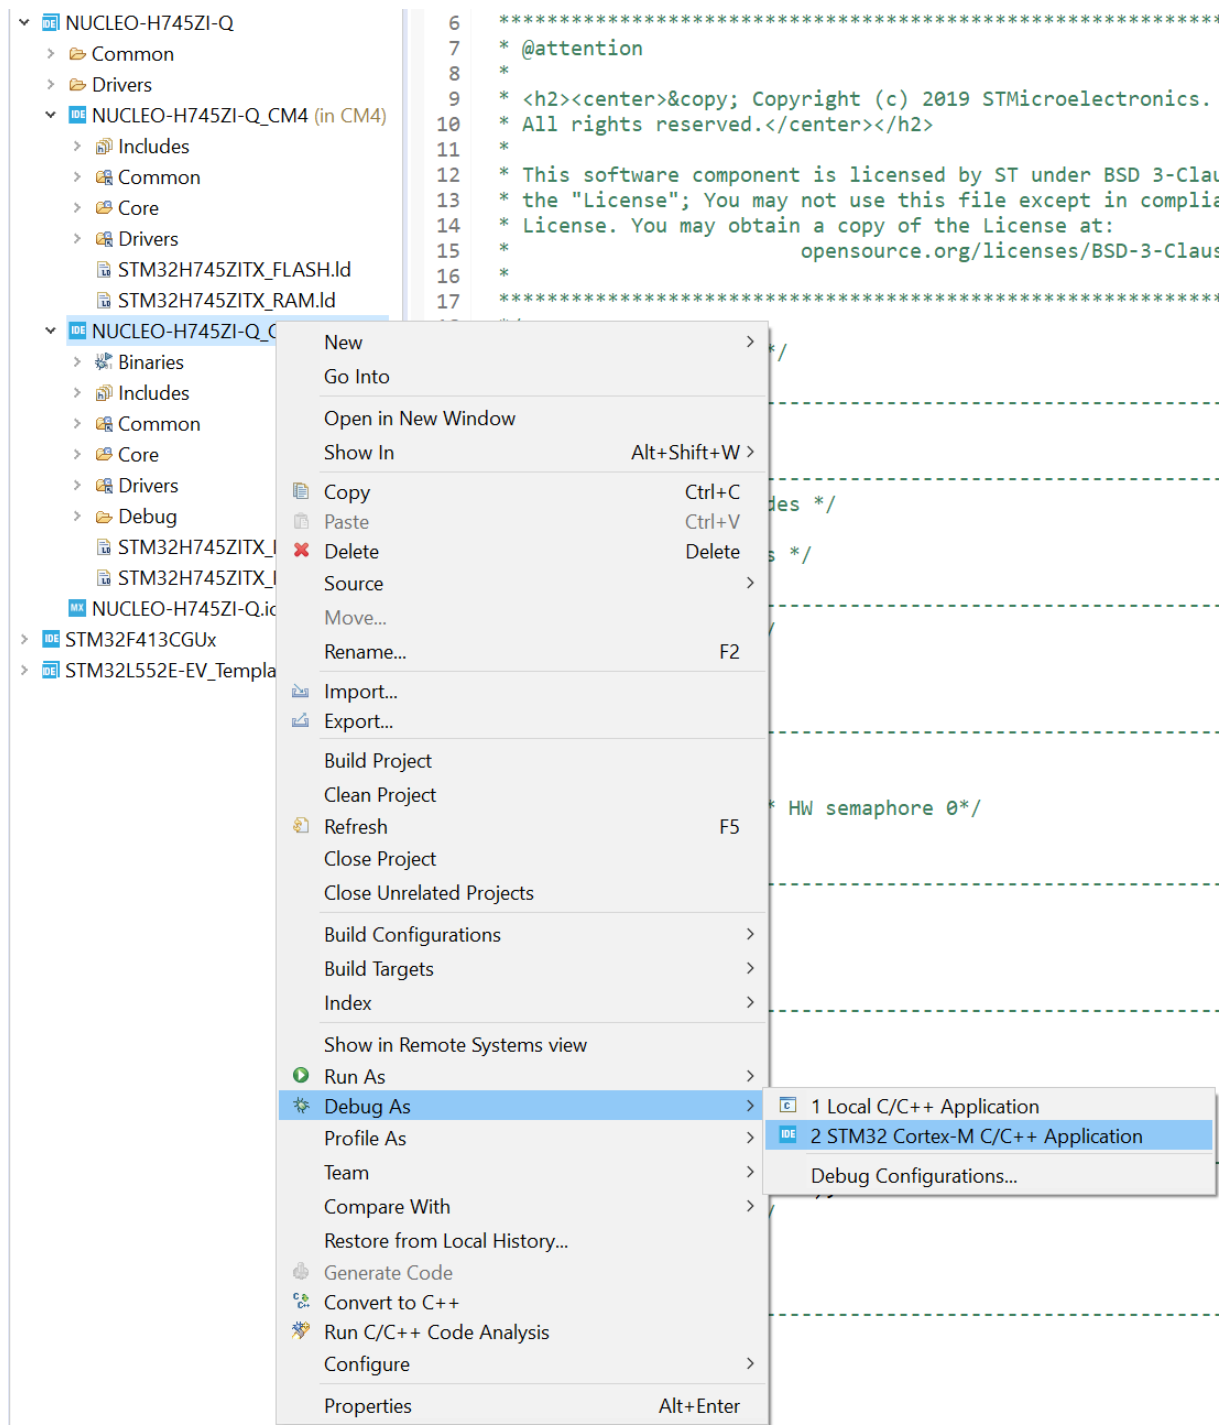 NUCLEO-H745ZI-Q
Common
Drivers
NUCLEO-H745ZI-Q_CM4 (in CM4)
Includes
Common
Core
Drivers
STM32H745ZITX_FLASH.ld
STM32H745ZITX_RAM.ld
NUCLEO-H745ZI-Q_
Binaries
Includes
Common
Core
Drivers
Debug
STM32H745ZITX_
STM32H745ZITX_
NUCLEO-H745ZI-Q.io
STM32F413CGUx
STM32L552E-EV_Templa
6 ************************************************************
7 * @attention
8 *
9 * <h2><center>&copy; Copyright (c) 2019 STMicroelectronics.
10 * All rights reserved.</center></h2>
11 *
12 * This software component is licensed by ST under BSD 3-Clau
13 * the "License"; You may not use this file except in complia
14 * License. You may obtain a copy of the License at:
15 * opensource.org/licenses/BSD-3-Claus
16 *
17 ************************************************************
*/
des */
s */
* HW semaphore 0*/
New
Go Into
Open in New Window
Show In Alt+Shift+W
Copy Ctrl+C
Paste Ctrl+V
Delete Delete
Source
Move...
Rename... F2
Import...
Export...
Build Project
Clean Project
Refresh F5
Close Project
Close Unrelated Projects
Build Configurations
Build Targets
Index
Show in Remote Systems view
Run As
Debug As
Profile As
Team
Compare With
Restore from Local History...
Generate Code
Convert to C++
Run C/C++ Code Analysis
Configure
Properties Alt+Enter
1 Local C/C++ Application
2 STM32 Cortex-M C/C++ Application
Debug Configurations...